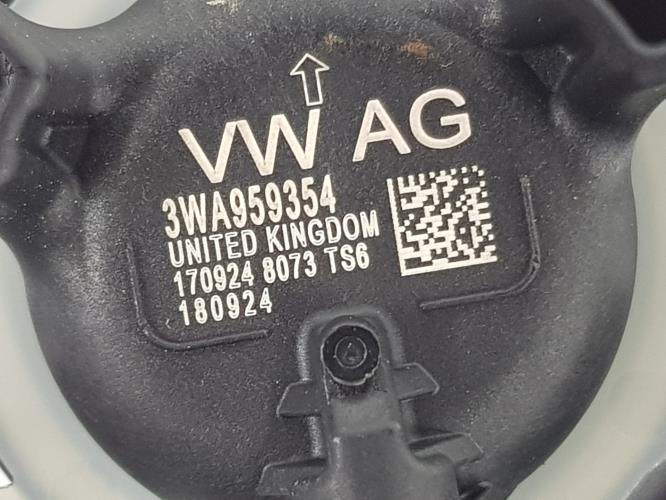 VW AG
3WA959354
UNITED KINGDOM
170924 8073 TS6
180924